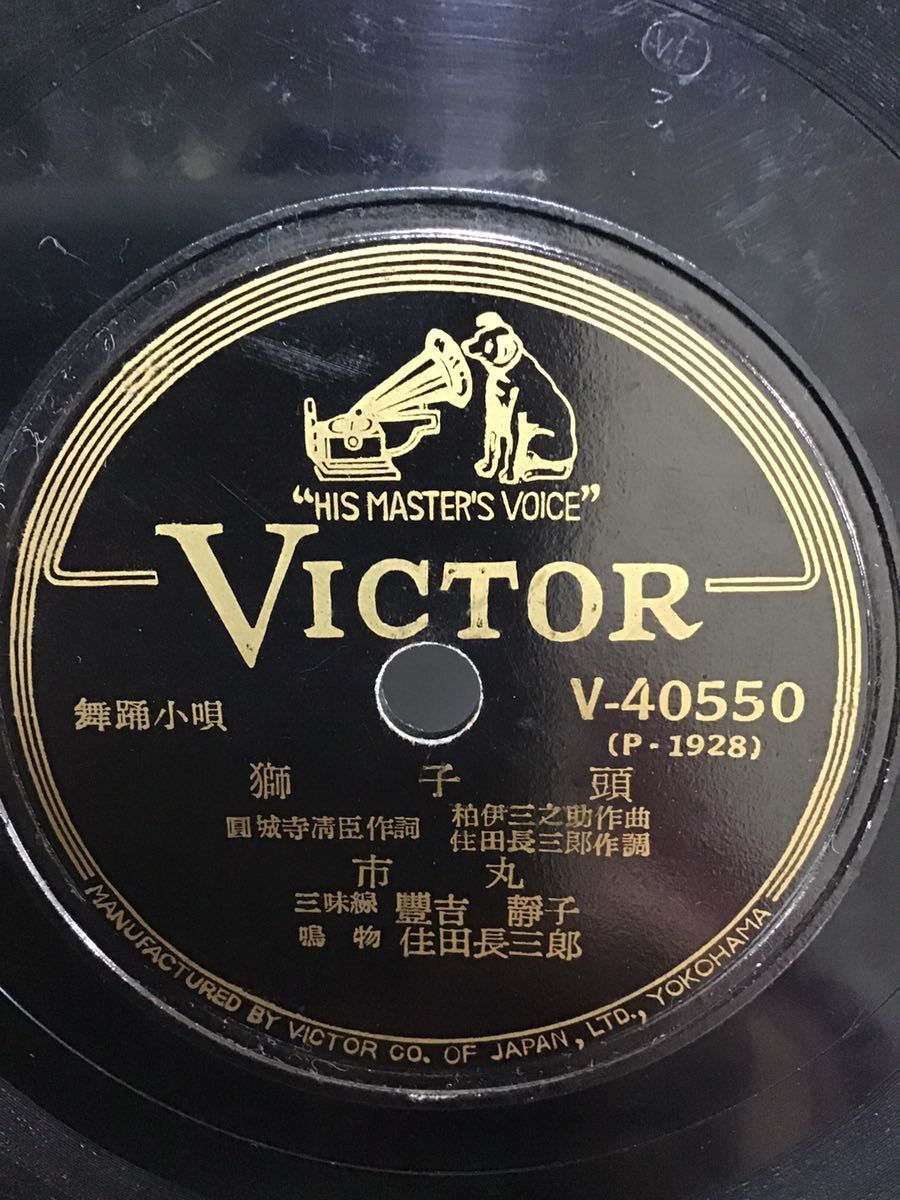 "HIS MASTER'S VOICE"
VICTOR
V-40550
(P-1928)
舞踊小唄
獅子頭
圓城寺清臣作詞 柏伊三之助作曲
住田長三郎作調
市丸
三味線 豐吉 靜子
鳴物 住田長三郎
MANUFACTURED BY VICTOR CO. OF JAPAN, LTD., YOKOHAMA